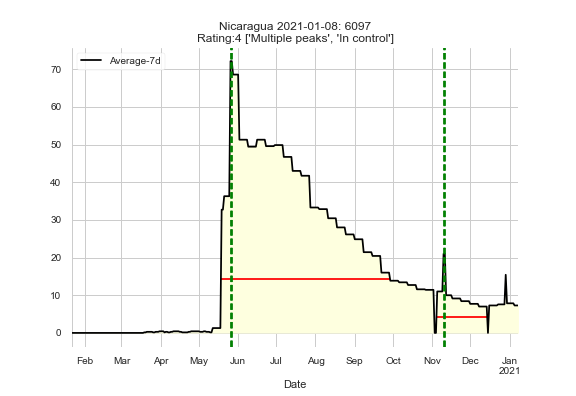 Nicaragua 2021-01-08: 6097
Rating:4 ['Multiple peaks', 'In control']
Average-7d
70
60
50
40
30
20
10
0
Feb Mar Apr May Jun Jul Aug Sep Oct Nov Dec Jan
2021
Date